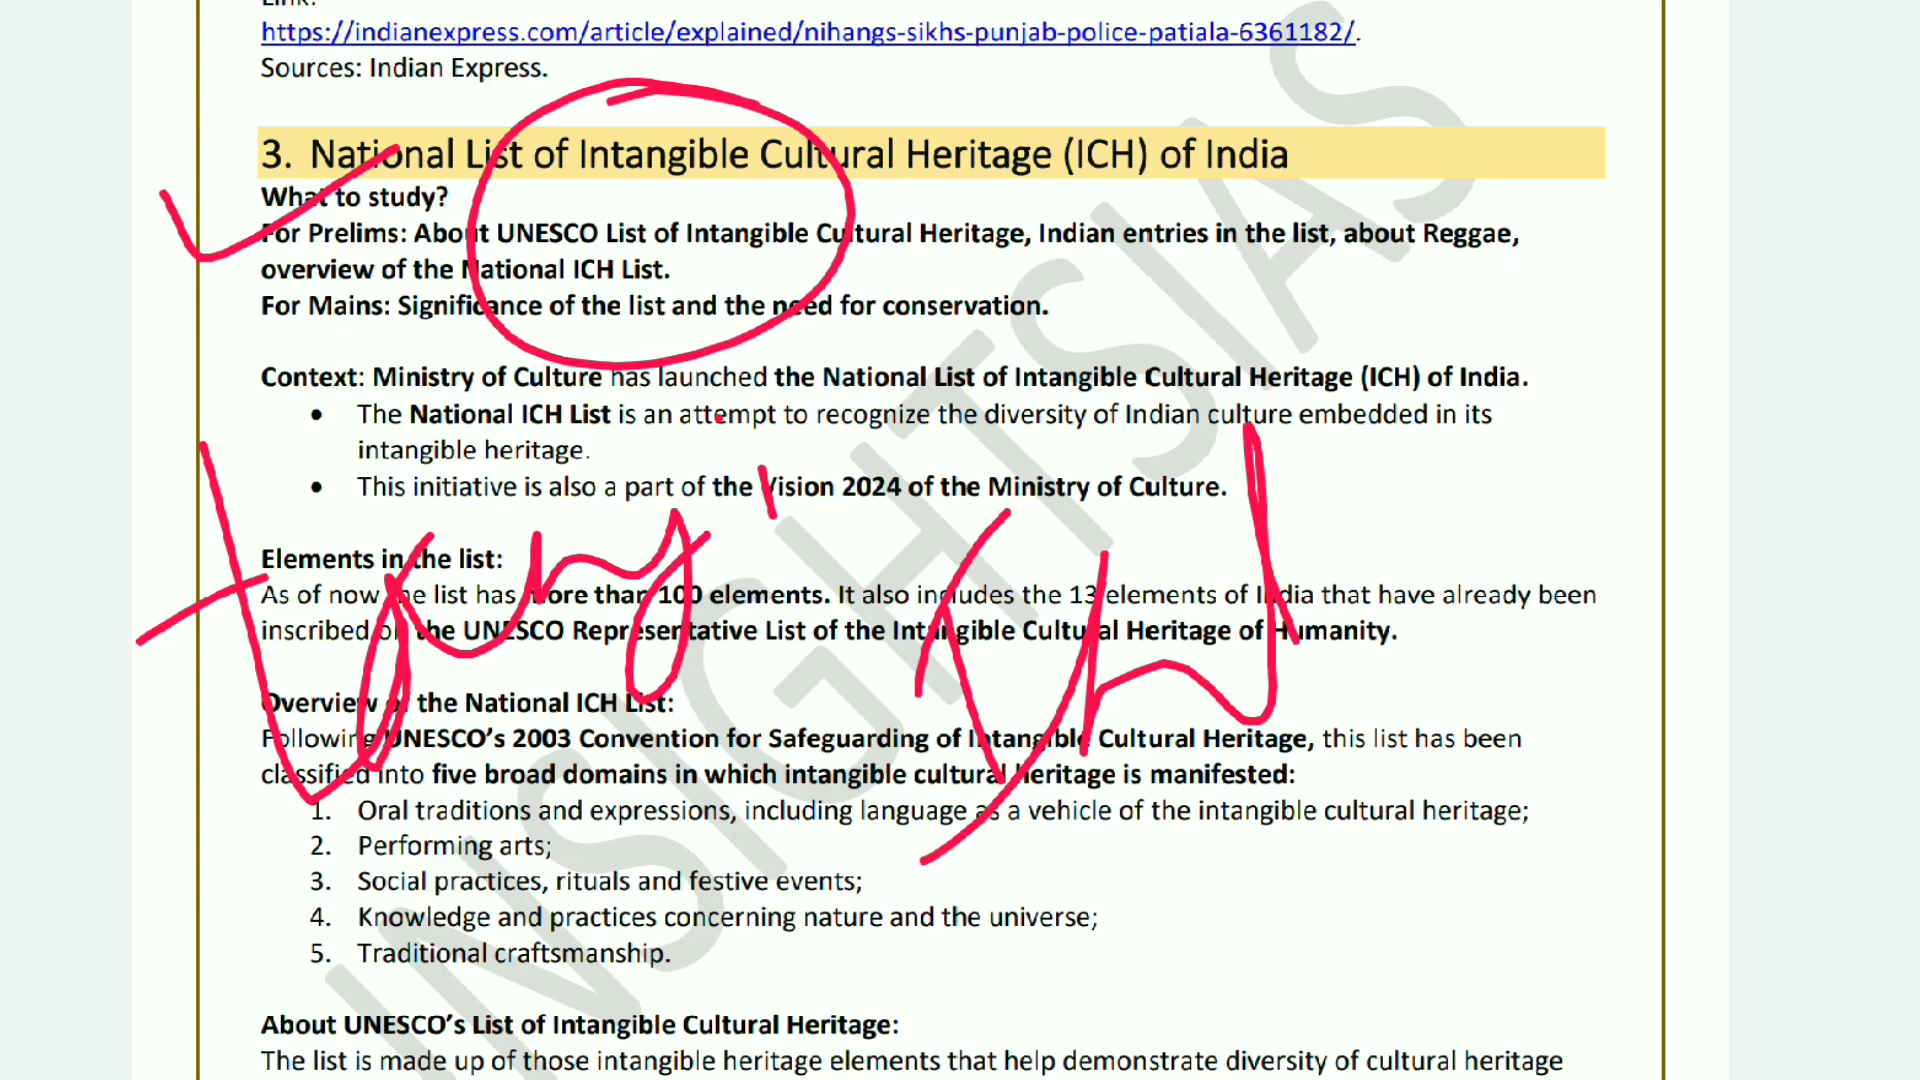 https://indianexpress.com/article/explained/nihangs-sikhs-punjab-police-patiala-6361182/.
Sources: Indian Express.
3. National List of Intangible Cultural Heritage (ICH) of India
What to study?
For Prelims: About UNESCO List of Intangible Cultural Heritage, Indian entries in the list, about Reggae,
overview of the National ICH List.
For Mains: Significance of the list and the need for conservation.
Context: Ministry of Culture has launched the National List of Intangible Cultural Heritage (ICH) of India.
• The National ICH List is an attempt to recognize the diversity of Indian culture embedded in its
intangible heritage.
• This initiative is also a part of the Vision 2024 of the Ministry of Culture.
Elements in the list:
As of now the list has more than 100 elements. It also includes the 13 elements of India that have already been
inscribed on the UNESCO Representative List of the Intangible Cultural Heritage of Humanity.
Overview of the National ICH List:
Following UNESCO’s 2003 Convention for Safeguarding of Intangible Cultural Heritage, this list has been
classified into five broad domains in which intangible cultural heritage is manifested:
1. Oral traditions and expressions, including language as a vehicle of the intangible cultural heritage;
2. Performing arts;
3. Social practices, rituals and festive events;
4. Knowledge and practices concerning nature and the universe;
5. Traditional craftsmanship.
About UNESCO’s List of Intangible Cultural Heritage:
The list is made up of those intangible heritage elements that help demonstrate diversity of cultural heritage
INSIGHTSIAS